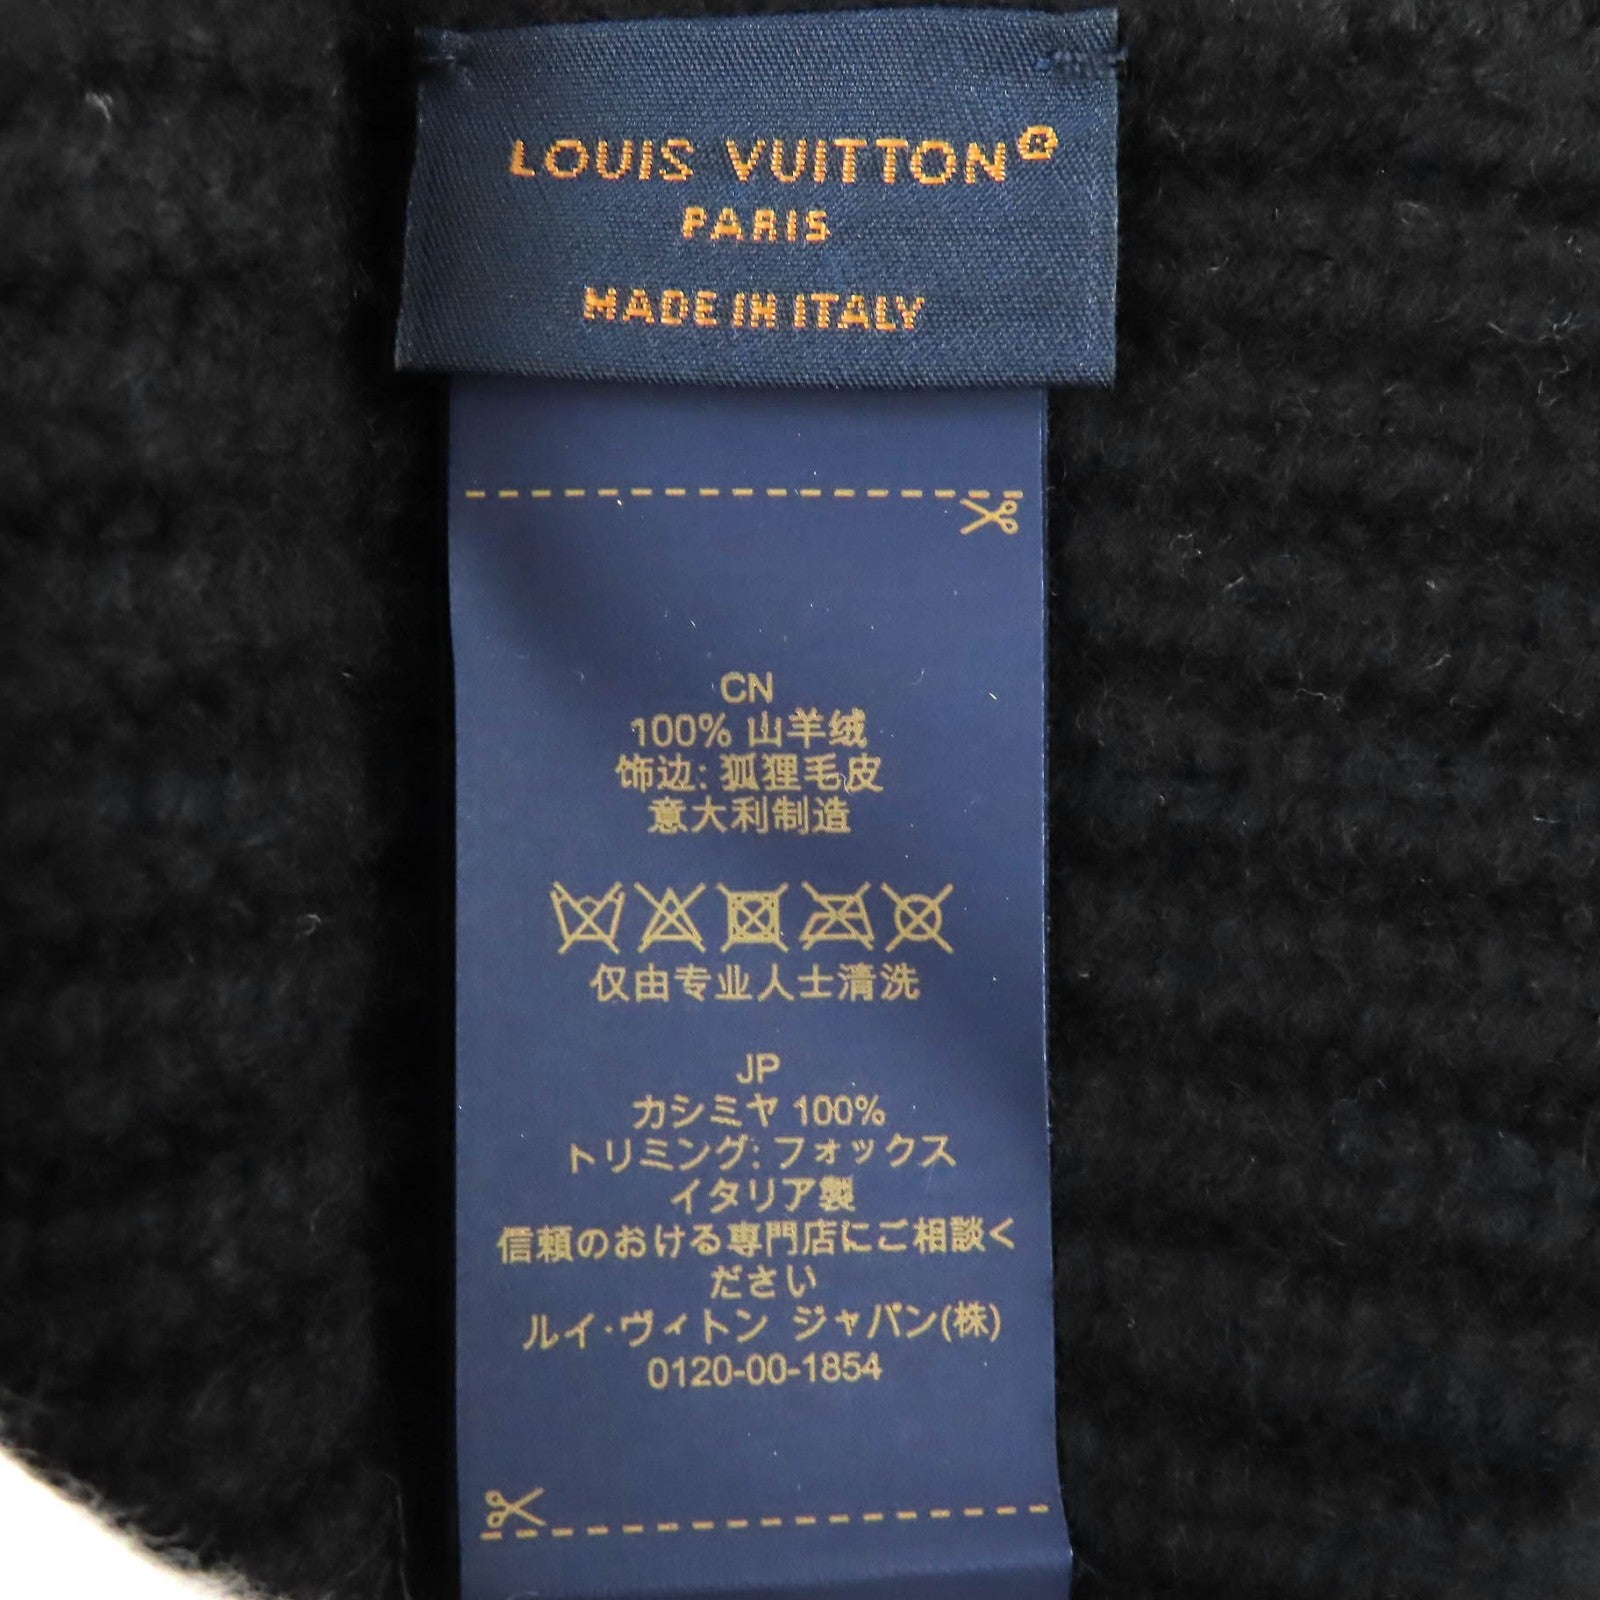 LOUIS VUITTON®
PARIS
MADE IN ITALY
CN
100% 山羊绒
饰边: 狐狸毛皮
意大利制造
仅由专业人士清洗
JP
カシミヤ 100%
トリミング: フォックス
イタリア製
信頼のおける専門店にご相談く
ださい
ルイ·ヴィトン ジャパン(株)
0120-00-1854